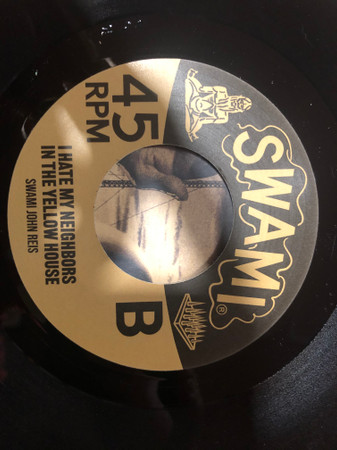 SWAMI®
45
RPM
B
I HATE MY NEIGHBORS
IN THE YELLOW HOUSE
SWAMI JOHN REIS